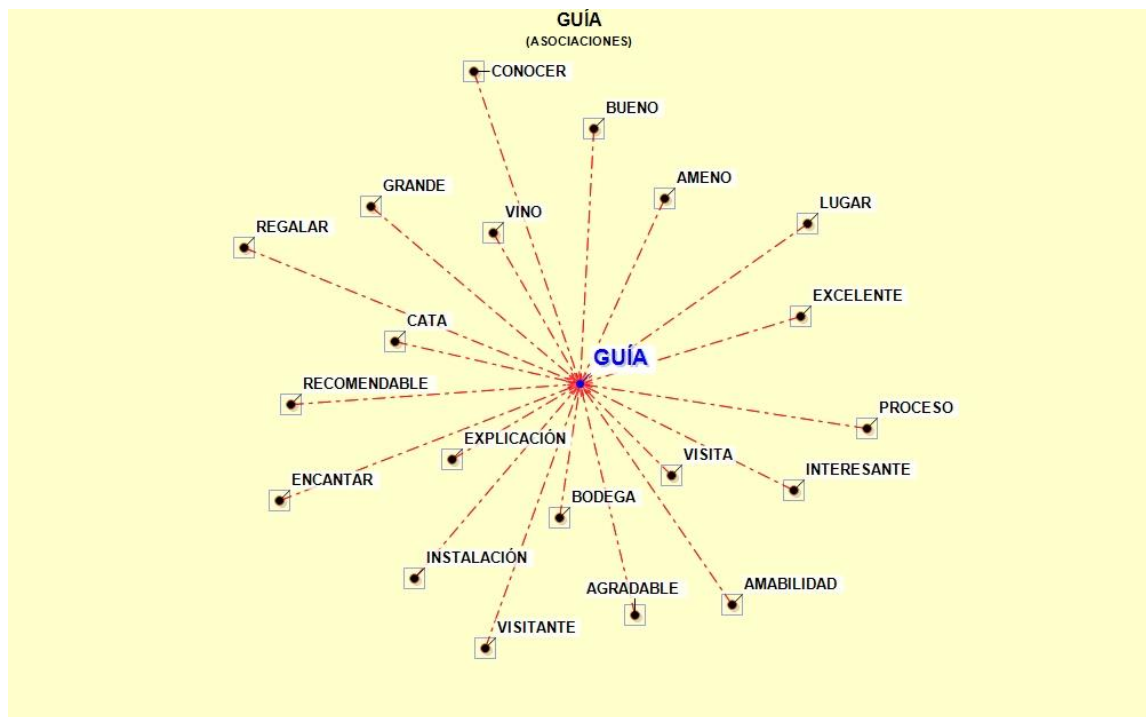 GUÍA
(ASOCIACIONES)
CONOCER
BUENO
AMENO
GRANDE
LUGAR
VINO
REGALAR
EXCELENTE
CATA
GUÍA
RECOMENDABLE
PROCESO
EXPLICACIÓN
VISITA
INTERESANTE
ENCANTAR
BODEGA
INSTALACIÓN
AGRADABLE
AMABILIDAD
VISITANTE